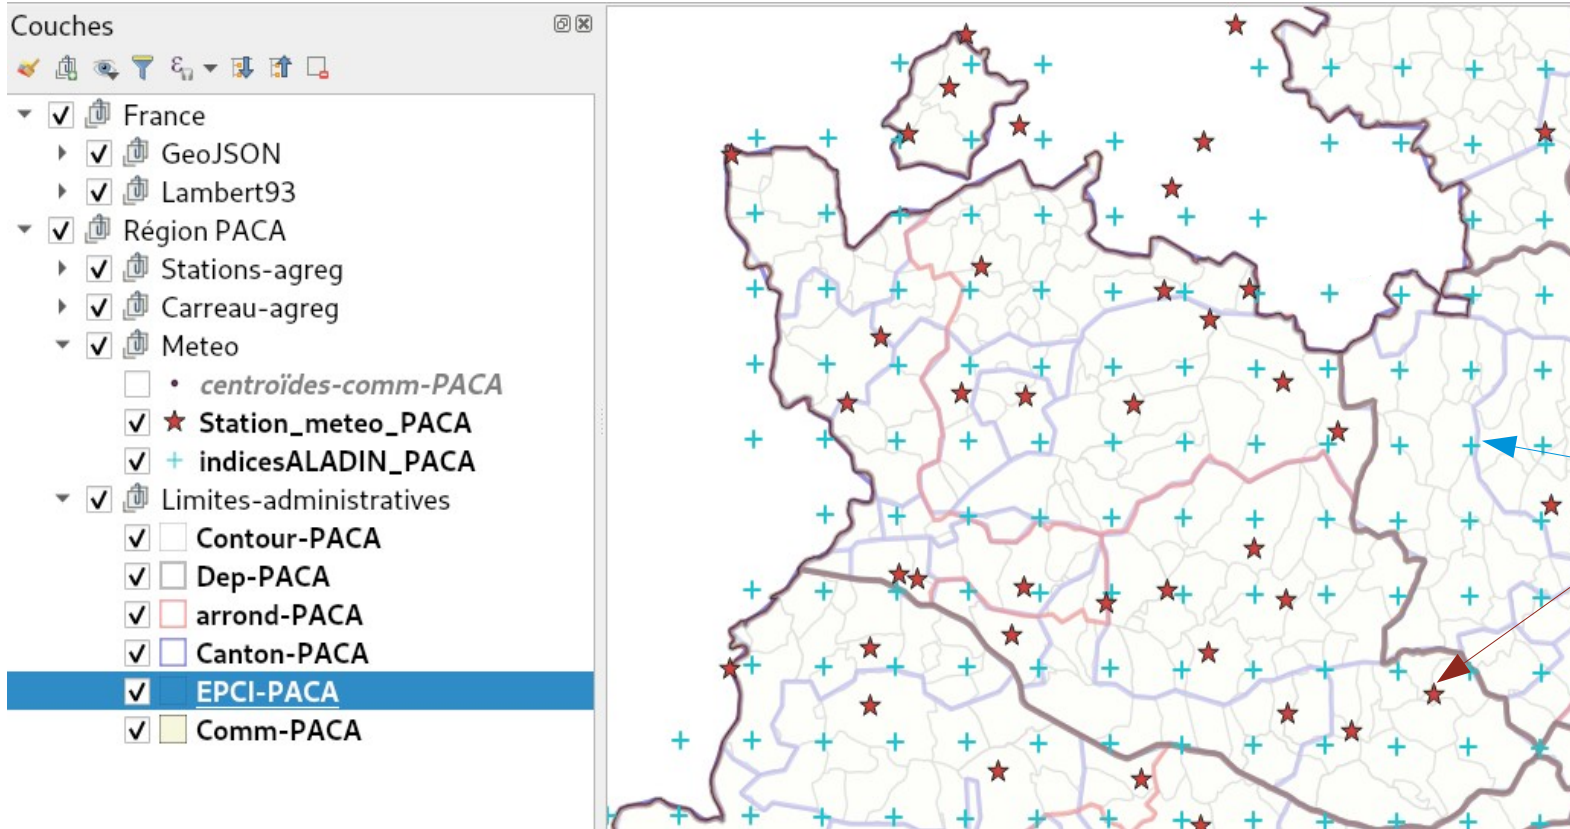 Couches
France
GeoJSON
Lambert93
Région PACA
Stations-agreg
Carreau-agreg
Meteo
centroïdes-comm-PACA
Station_meteo_PACA
indicesALADIN_PACA
Limites-administratives
Contour-PACA
Dep-PACA
arrond-PACA
Canton-PACA
EPCI-PACA
Comm-PACA